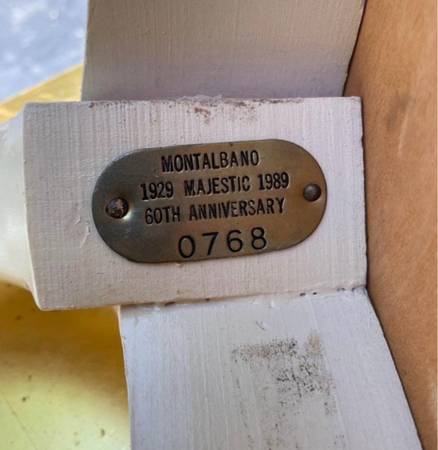 MONTALBANO
1929 MAJESTIC 1989
60TH ANNIVERSARY
0768